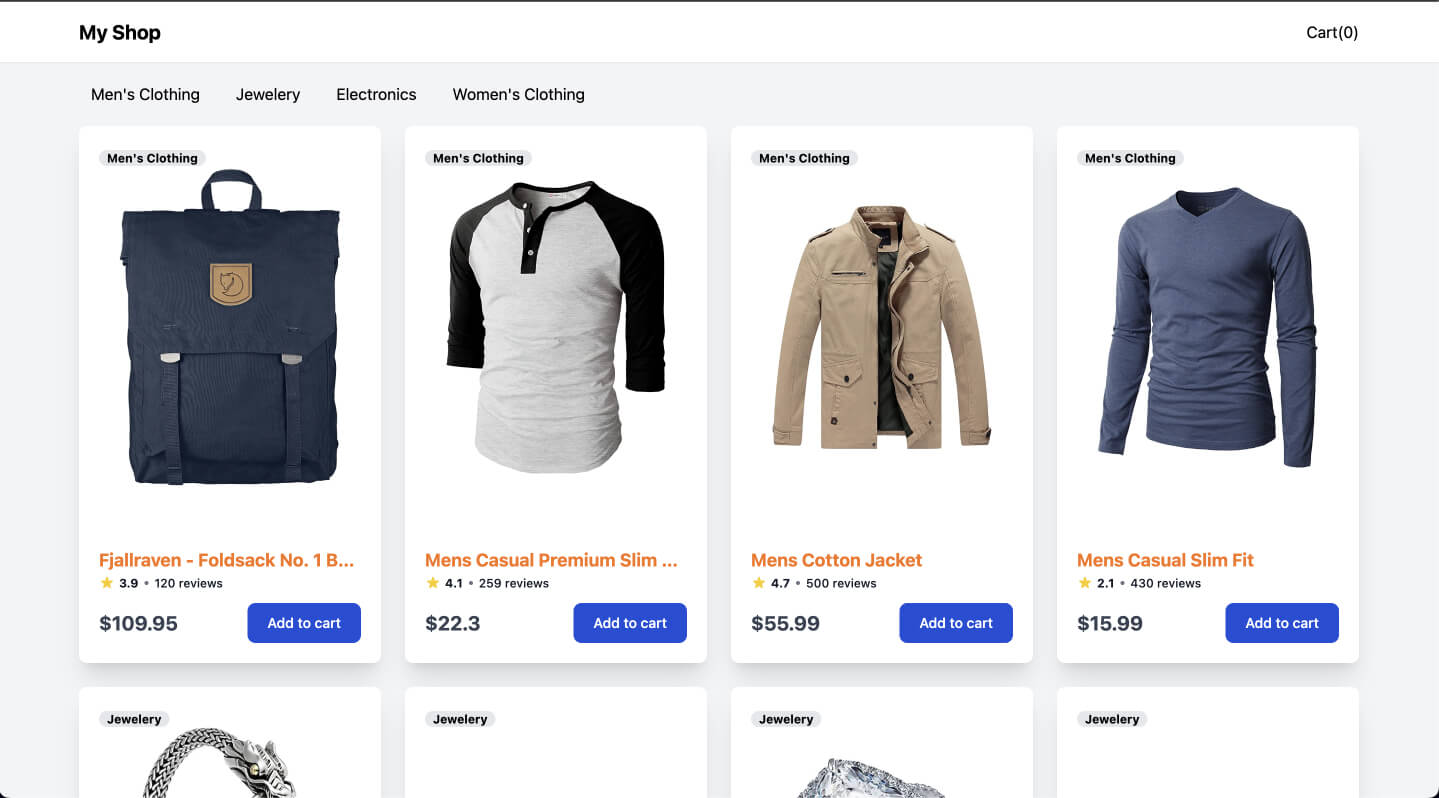 My Shop
Cart(0)
Men's Clothing
Jewelery
Electronics
Women's Clothing
Men's Clothing
Men's Clothing
Men's Clothing
Men's Clothing
Fjallraven - Foldsack No. 1 B...
Mens Casual Premium Slim ...
Mens Cotton Jacket
Mens Casual Slim Fit
3.9 • 120 reviews
4.1 • 259 reviews
4.7 • 500 reviews
2.1 • 430 reviews
$109.95
Add to cart
$22.3
Add to cart
$55.99
Add to cart
$15.99
Add to cart
Jewelery
Jewelery
Jewelery
Jewelery